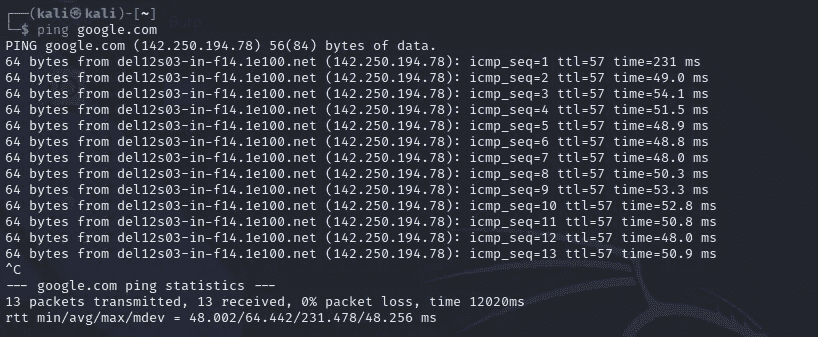 ┌──(kali㉿kali)-[~]
└─$ ping google.com
PING google.com (142.250.194.78) 56(84) bytes of data.
64 bytes from del12s03-in-f14.1e100.net (142.250.194.78): icmp_seq=1 ttl=57 time=231 ms
64 bytes from del12s03-in-f14.1e100.net (142.250.194.78): icmp_seq=2 ttl=57 time=49.0 ms
64 bytes from del12s03-in-f14.1e100.net (142.250.194.78): icmp_seq=3 ttl=57 time=54.1 ms
64 bytes from del12s03-in-f14.1e100.net (142.250.194.78): icmp_seq=4 ttl=57 time=51.5 ms
64 bytes from del12s03-in-f14.1e100.net (142.250.194.78): icmp_seq=5 ttl=57 time=48.9 ms
64 bytes from del12s03-in-f14.1e100.net (142.250.194.78): icmp_seq=6 ttl=57 time=48.8 ms
64 bytes from del12s03-in-f14.1e100.net (142.250.194.78): icmp_seq=7 ttl=57 time=48.0 ms
64 bytes from del12s03-in-f14.1e100.net (142.250.194.78): icmp_seq=8 ttl=57 time=50.3 ms
64 bytes from del12s03-in-f14.1e100.net (142.250.194.78): icmp_seq=9 ttl=57 time=53.3 ms
64 bytes from del12s03-in-f14.1e100.net (142.250.194.78): icmp_seq=10 ttl=57 time=52.8 ms
64 bytes from del12s03-in-f14.1e100.net (142.250.194.78): icmp_seq=11 ttl=57 time=50.8 ms
64 bytes from del12s03-in-f14.1e100.net (142.250.194.78): icmp_seq=12 ttl=57 time=48.0 ms
64 bytes from del12s03-in-f14.1e100.net (142.250.194.78): icmp_seq=13 ttl=57 time=50.9 ms
^C
--- google.com ping statistics ---
13 packets transmitted, 13 received, 0% packet loss, time 12020ms
rtt min/avg/max/mdev = 48.002/64.442/231.478/48.256 ms